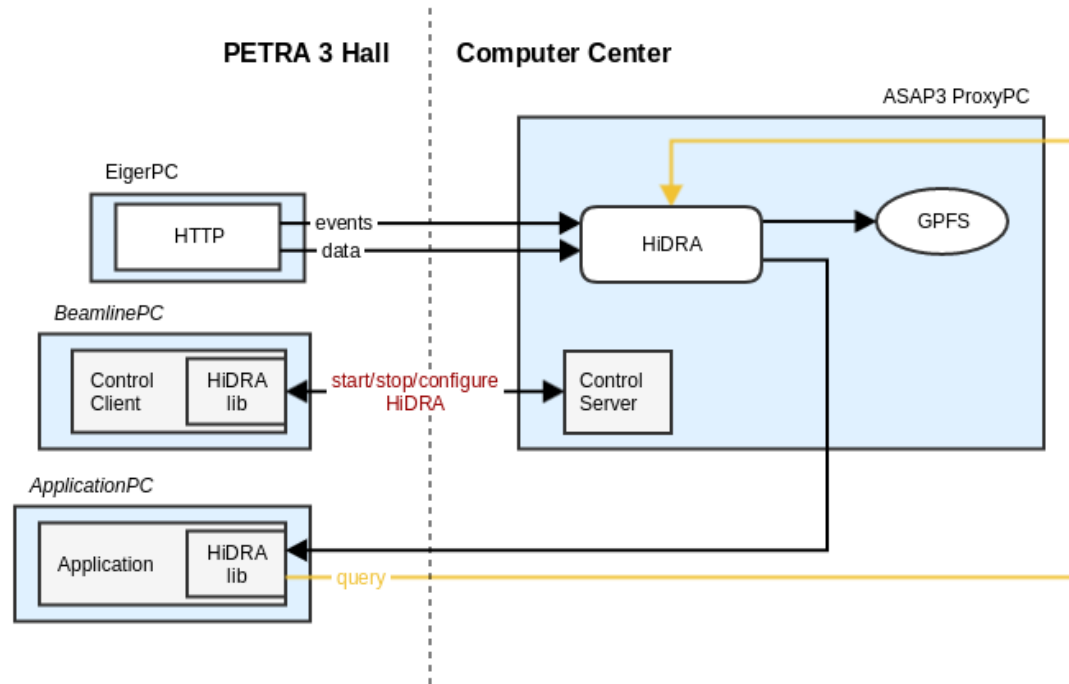 PETRA 3 Hall
Computer Center
ASAP3 ProxyPC
EigerPC
HTTP
events
data
HiDRA
GPFS
BeamlinePC
Control
Client
HiDRA
lib
start/stop/configure
HiDRA
Control
Server
ApplicationPC
Application
HiDRA
lib
query